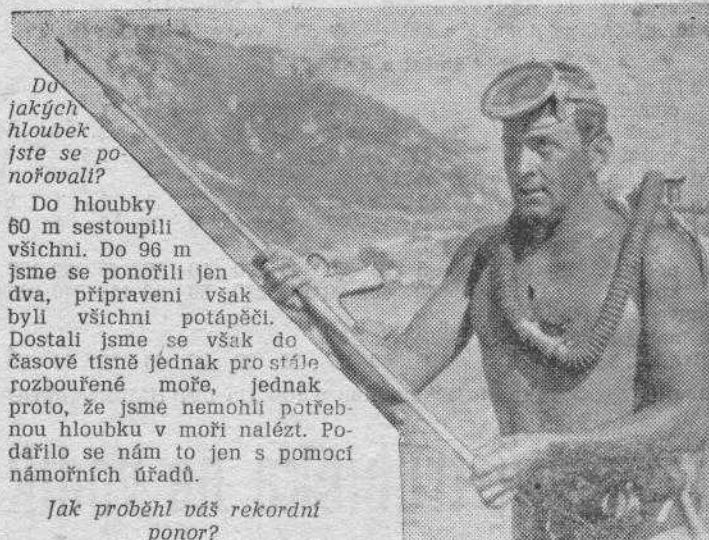 Do
jakých
hloubek
jste se po-
nořovali?
Do hloubky
60 m sestoupili
všichni. Do 96 m
jsme se ponořili jen
dva, připraveni však
byli všichni potápěči.
Dostali jsme se však do
časové tísně jednak pro stále
rozbouřené moře, jednak
proto, že jsme nemohli potřeb-
nou hloubku v moři nalézt. Po-
dařilo se nám to jen s pomocí
námořních úřadů.
Jak proběhl váš rekordní
ponor?